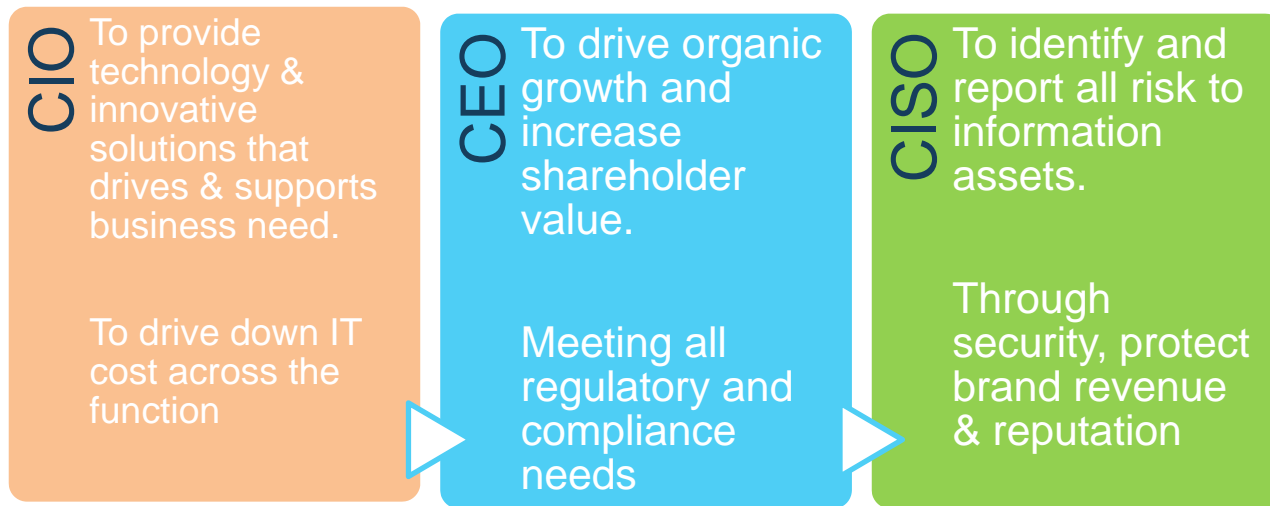 CIO
To provide
technology &
innovative
solutions that
drives & supports
business need.
To drive down IT
cost across the
function
CEO
To drive organic
growth and
increase
shareholder
value.
Meeting all
regulatory and
compliance
needs
CISO
To identify and
report all risk to
information
assets.
Through
security, protect
brand revenue
& reputation